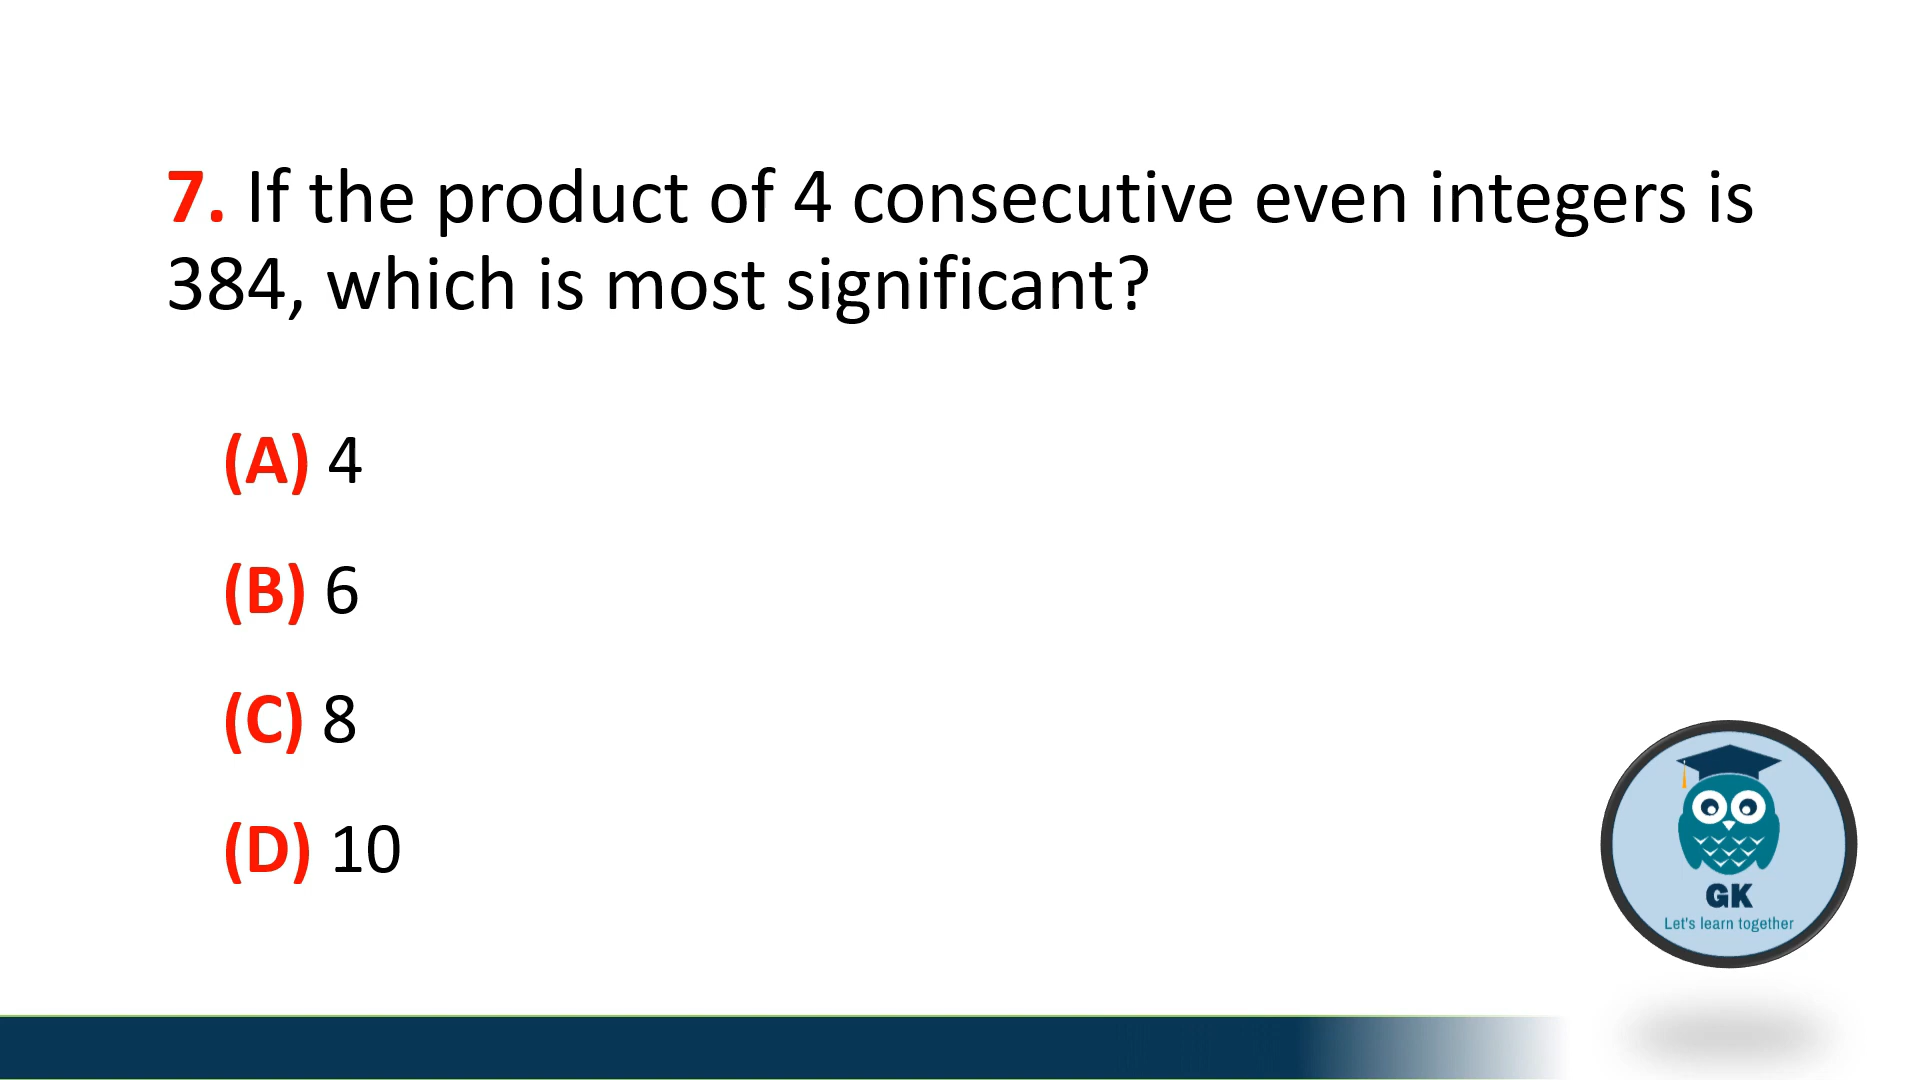 7. If the product of 4 consecutive even integers is
384, which is most significant?
(A) 4
(B) 6
(C) 8
(D) 10
GK
Let's learn together